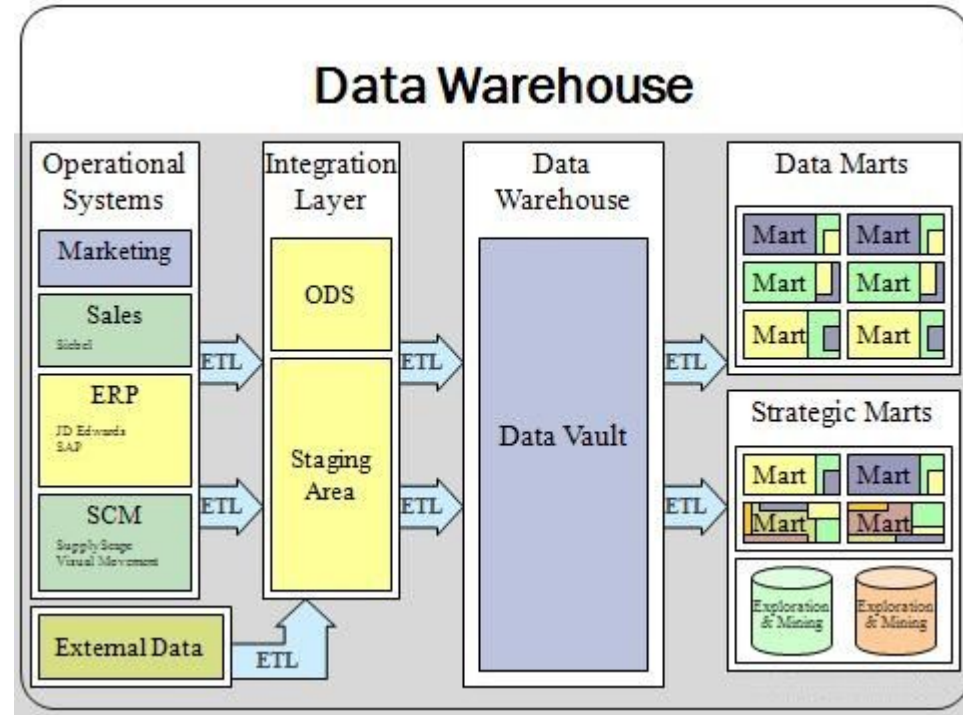 Data Warehouse
Operational
Systems
Marketing
Sales
Siebel
ERP
JD Edwards
SAP
SCM
SupplyScage
Visual Movement
External Data
ETL
ETL
ETL
Integration
Layer
ODS
Staging
Area
ETL
ETL
Data
Warehouse
Data Vault
ETL
ETL
Data Marts
Mart
Mart
Mart
Mart
Mart
Mart
Strategic Marts
Mart
Mart
Mart
Mart
Exploration
& Mining
Exploration
& Mining